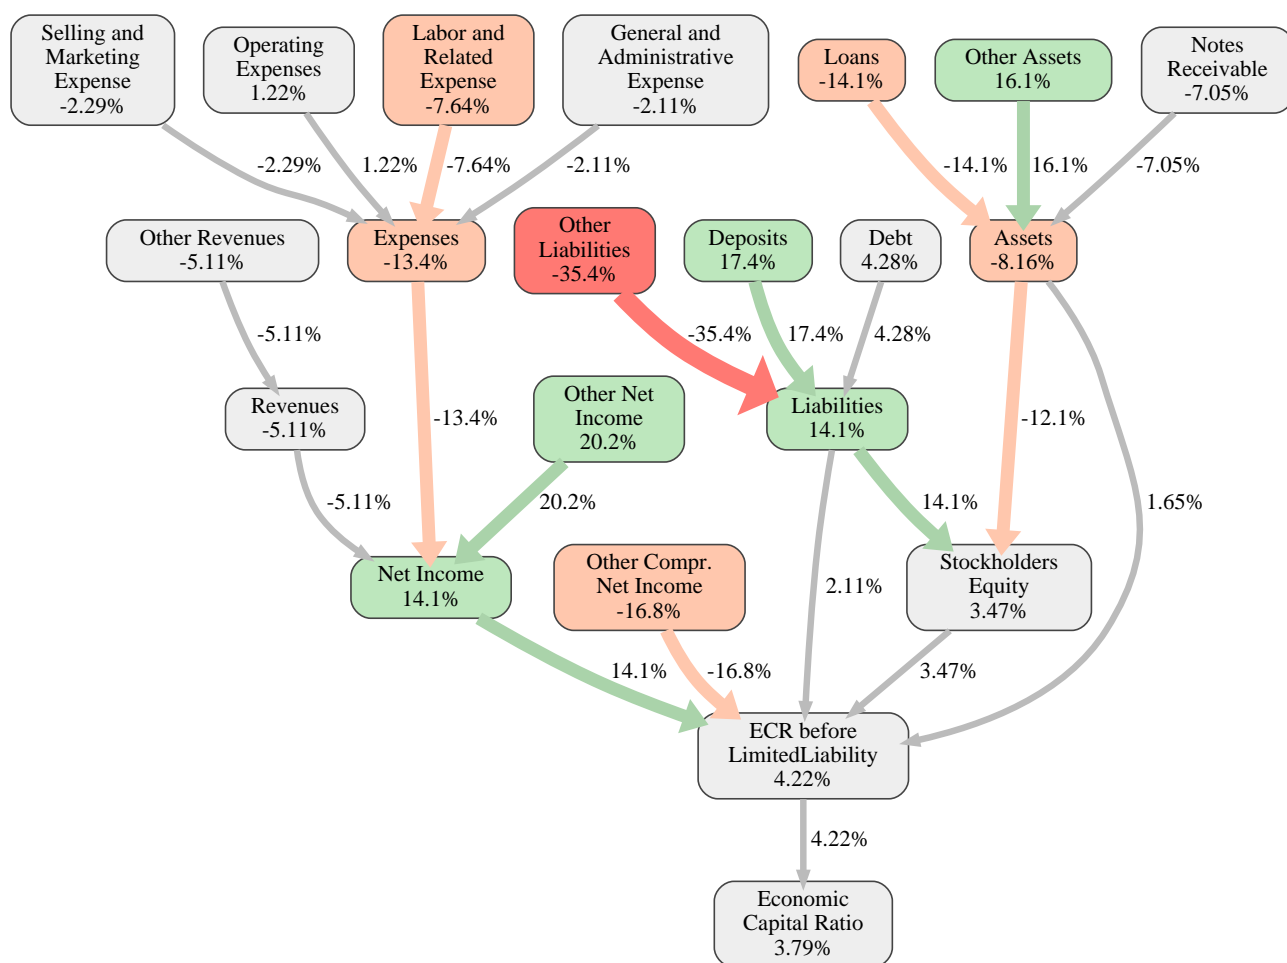 Selling and
Marketing
Expense
-2.29%
Operating
Expenses
1.22%
Labor and
Related
Expense
-7.64%
General and
Administrative
Expense
-2.11%
Loans
-14.1%
Other Assets
16.1%
Notes
Receivable
-7.05%
-2.29%
1.22%
-7.64%
-2.11%
-14.1%
16.1%
-7.05%
Other Revenues
-5.11%
Expenses
-13.4%
Other
Liabilities
-35.4%
Deposits
17.4%
Debt
4.28%
Assets
-8.16%
-5.11%
-35.4%
17.4%
4.28%
Revenues
-5.11%
-13.4%
Other Net
Income
20.2%
Liabilities
14.1%
-12.1%
-5.11%
20.2%
14.1%
1.65%
Net Income
14.1%
Other Compr.
Net Income
-16.8%
2.11%
Stockholders
Equity
3.47%
14.1%
-16.8%
3.47%
ECR before
LimitedLiability
4.22%
4.22%
Economic
Capital Ratio
3.79%